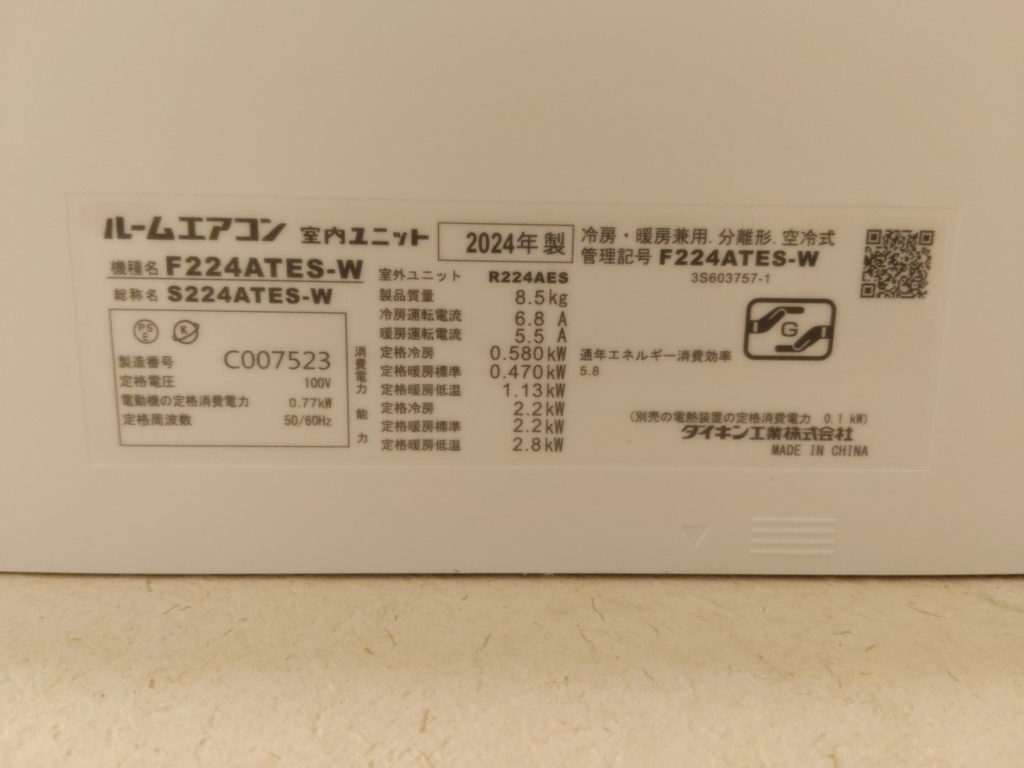 ルームエアコン 室内ユニット 2024年 製
機種名 F224ATES-W
総称名 S224ATES-W
PS E
K
製造番号 C007523
定格電圧 100V
電動機の定格消費電力 0.77kW
定格周波数 50/60Hz
室外ユニット R224AES
製品質量 8.5kg
冷房運転電流 6.8 A
暖房運転電流 5.5 A
消費電力
定格冷房 0.580kW
定格暖房標準 0.470kW
定格暖房低温 1.13kW
能力
定格冷房 2.2kW
定格暖房標準 2.2kW
定格暖房低温 2.8kW
冷房・暖房兼用.分離形.空冷式
管理記号 F224ATES-W
3S603757-1
G
通年エネルギー消費効率
5.8
(別売の電熱装置の定格消費電力 0.1 kW)
ダイキン工業株式会社
MADE IN CHINA